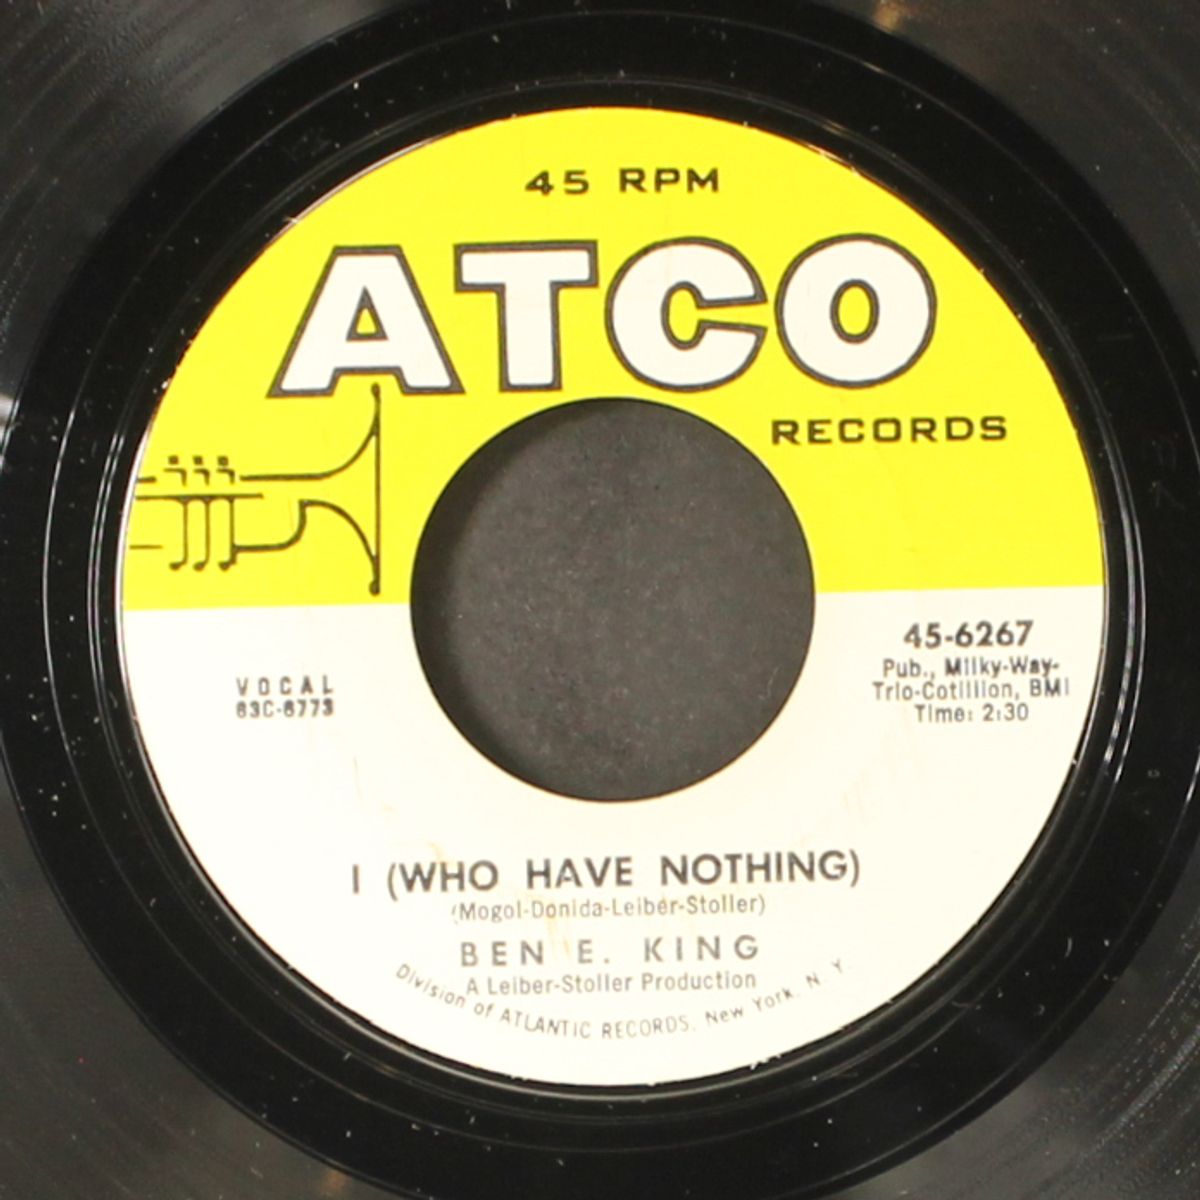 45 RPM
ATCO
RECORDS
45-6267
Pub., Milky-Way-
Trio-Cotillion, BMI
Time: 2:30
VOCAL
63C-6773
I (WHO HAVE NOTHING)
(Mogol-Donida-Leiber-Stoller)
BEN E. KING
A Leiber-Stoller Production
Division of ATLANTIC RECORDS. New York. N. Y.